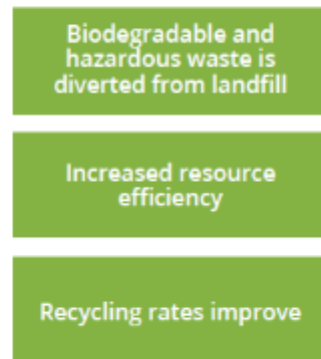 Biodegradable and
hazardous waste is
diverted from landfill
Increased resource
efficiency
Recycling rates improve